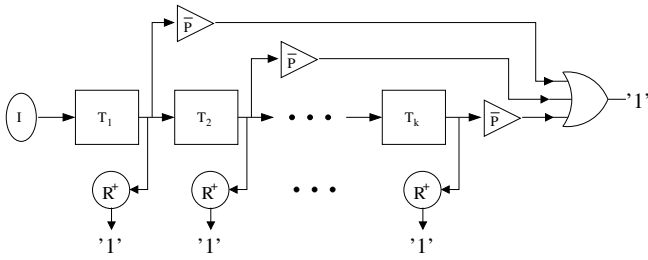 P̅
P̅
I T₁ T₂ • • • Tₖ P̅ '1'
R⁺ R⁺ • • • R⁺
'1' '1' '1'